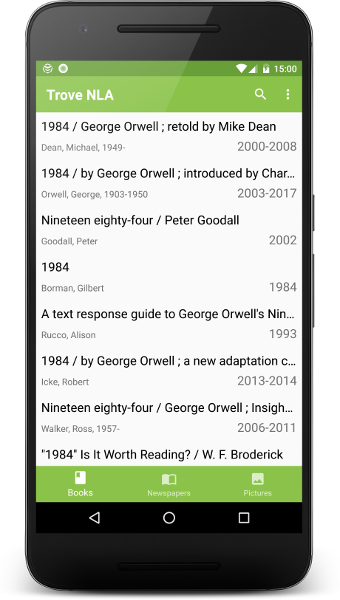 15:00
Trove NLA
1984 / George Orwell ; retold by Mike Dean
Dean, Michael, 1949- 2000-2008
1984 / by George Orwell ; introduced by Char...
Orwell, George, 1903-1950 2003-2017
Nineteen eighty-four / Peter Goodall
Goodall, Peter 2002
1984
Borman, Gilbert 1984
A text response guide to George Orwell's Nin...
Rucco, Alison 1993
1984 / by George Orwell ; a new adaptation c...
Icke, Robert 2013-2014
Nineteen eighty-four / George Orwell ; Insigh...
Walker, Ross, 1957- 2006-2011
"1984" Is It Worth Reading? / W. F. Broderick
Books Newspapers Pictures